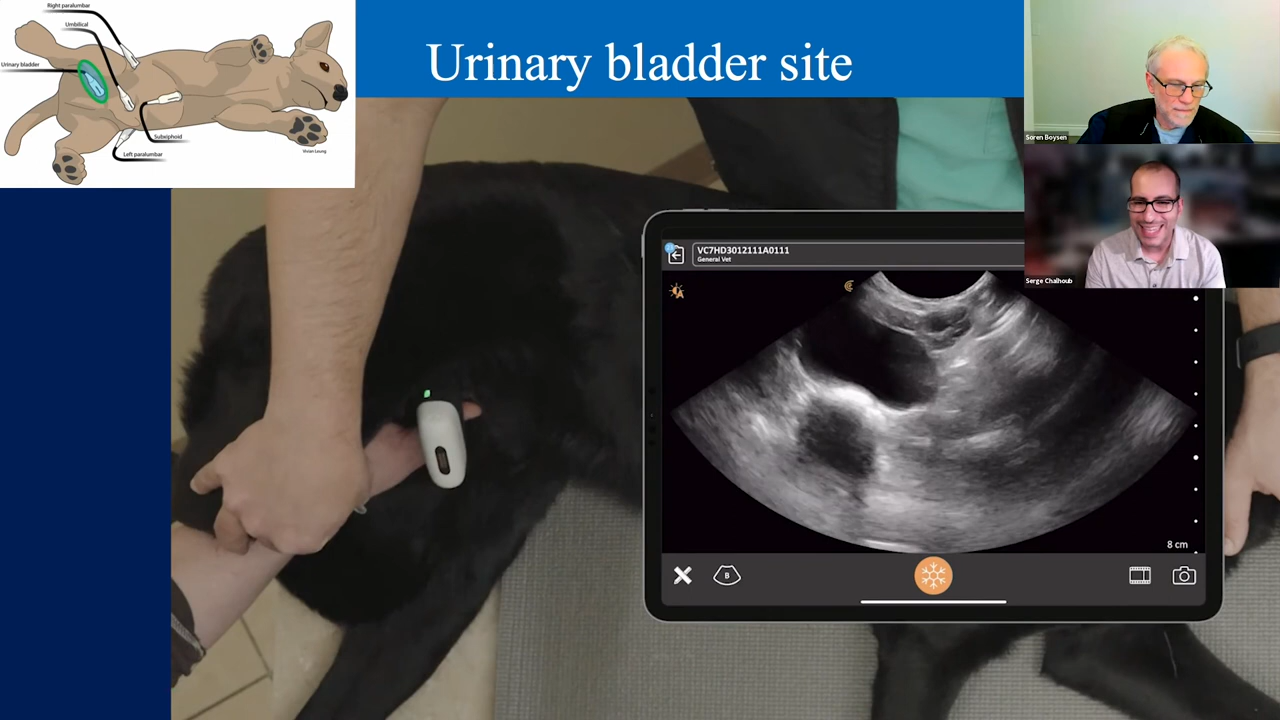 Right paralumbar
Umbilical
Urinary bladder
Subxiphoid
Left paralumbar
Vivian Leung
Urinary bladder site
Soren Boysen
Serge Chalhoub
VC7HD3012111A0111
General Vet
A
8 cm
B